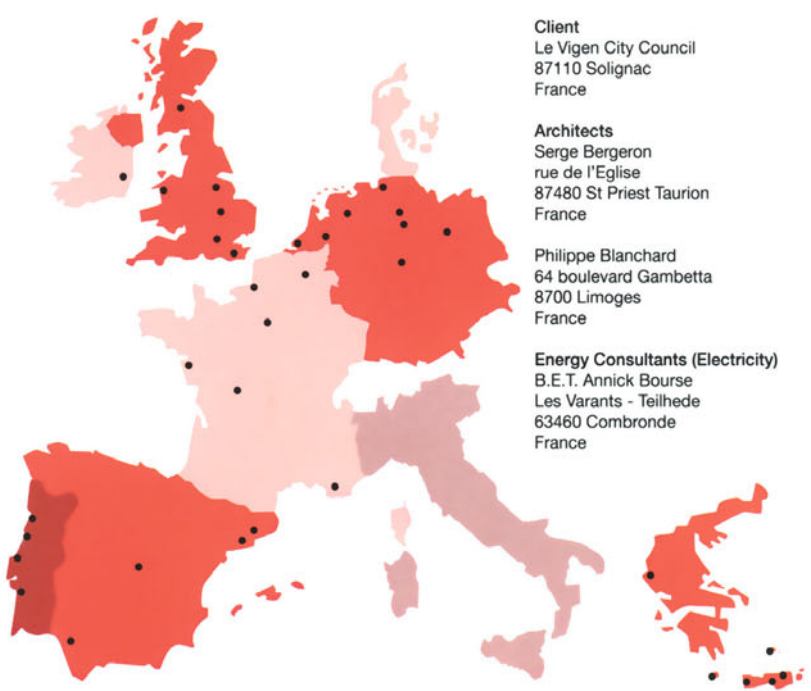 Client
Le Vigen City Council
87110 Solignac
France
Architects
Serge Bergeron
rue de l'Eglise
87480 St Priest Taurion
France
Philippe Blanchard
64 boulevard Gambetta
8700 Limoges
France
Energy Consultants (Electricity)
B.E.T. Annick Bourse
Les Varants - Teilhede
63460 Combronde
France